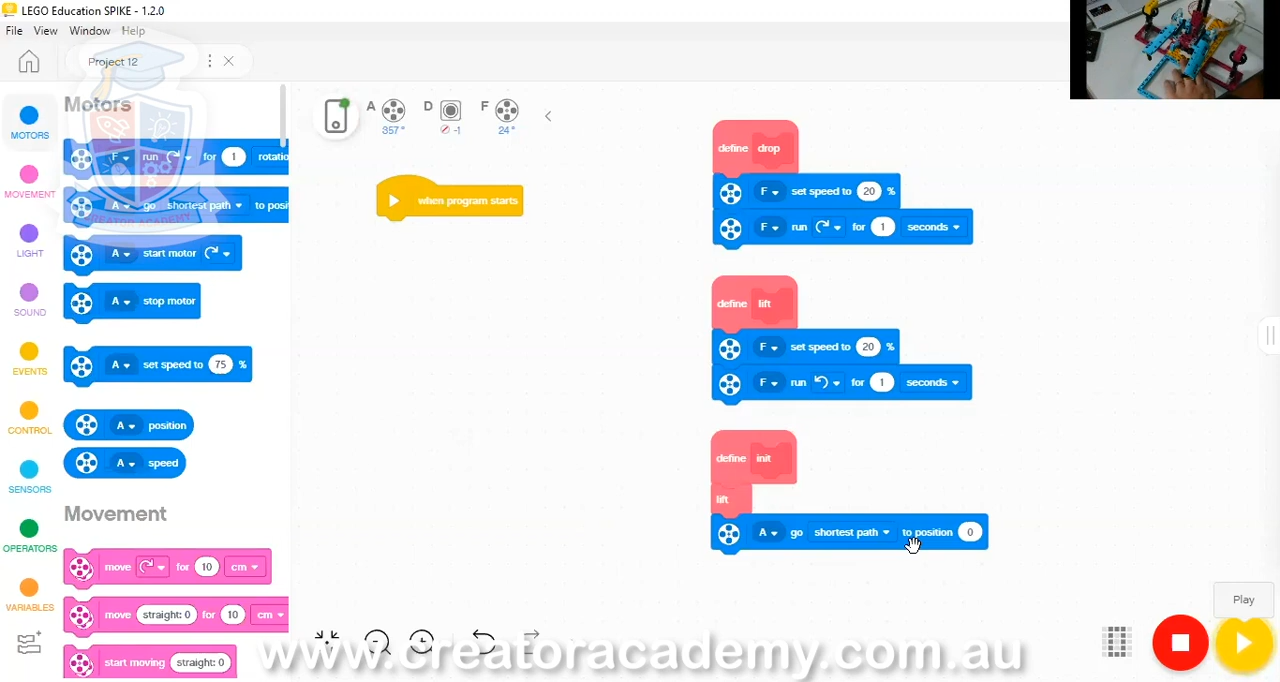 LEGO Education SPIKE - 1.2.0
File View Window Help
Project 12
MOTORS
MOVEMENT
LIGHT
SOUND
EVENTS
CONTROL
SENSORS
OPERATORS
VARIABLES
Motors
F run for 1 rotatio
A go shortest path to posi
CREATOR ACADEMY
A start motor
A stop motor
A set speed to 75 %
A position
A speed
Movement
move for 10 cm
move straight: 0 for 10 cm
start moving straight: 0
A 357°
D -1
F 24°
when program starts
define drop
F set speed to 20 %
F run for 1 seconds
define lift
F set speed to 20 %
F run for 1 seconds
define init
lift
A go shortest path to position 0
Play
www.creatoracademy.com.au